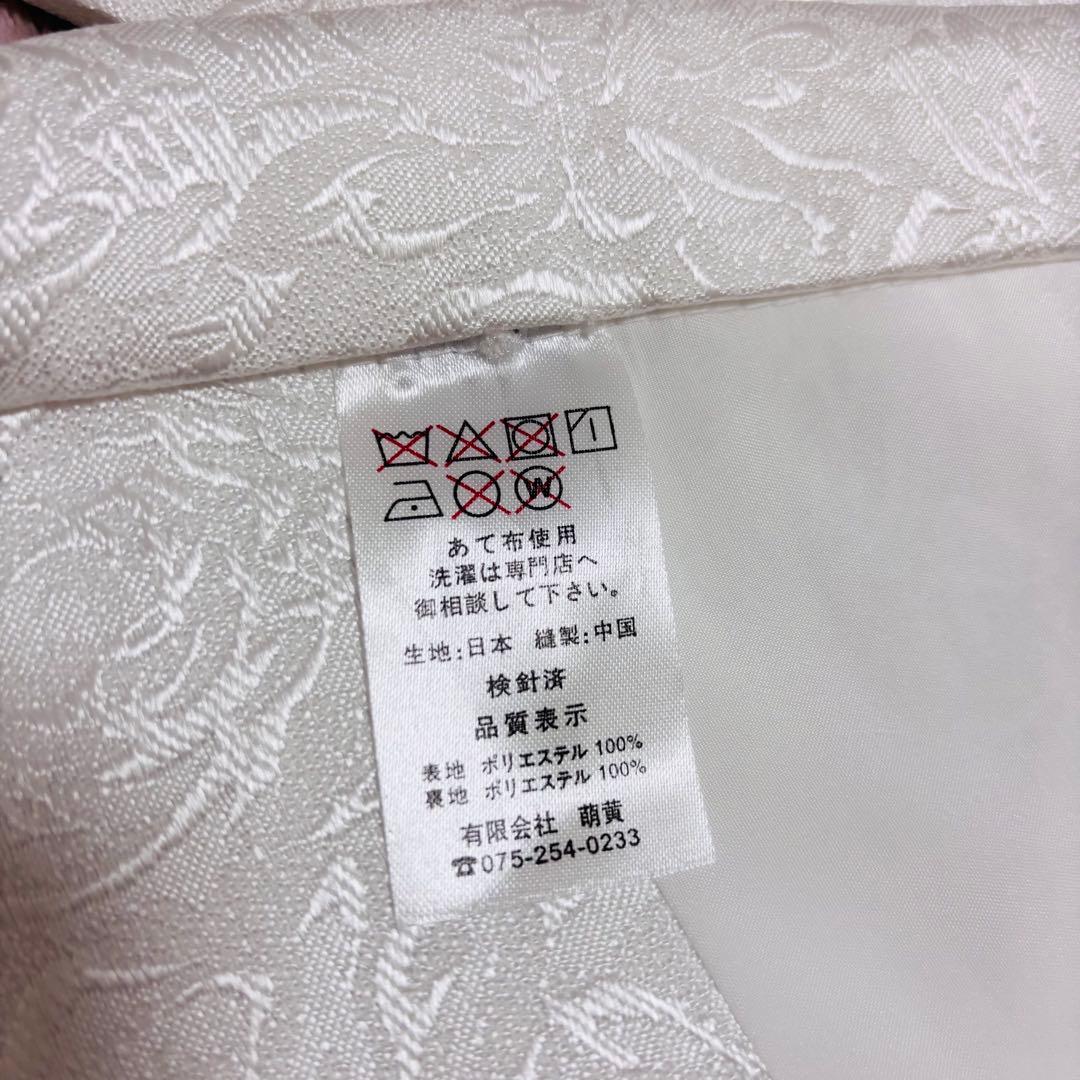 W
あて布使用
洗濯は専門店へ
御相談して下さい。
生地:日本 縫製:中国
検針済
品質表示
表地 ポリエステル 100%
裏地 ポリエステル 100%
有限会社 萌黄
☎075-254-0233